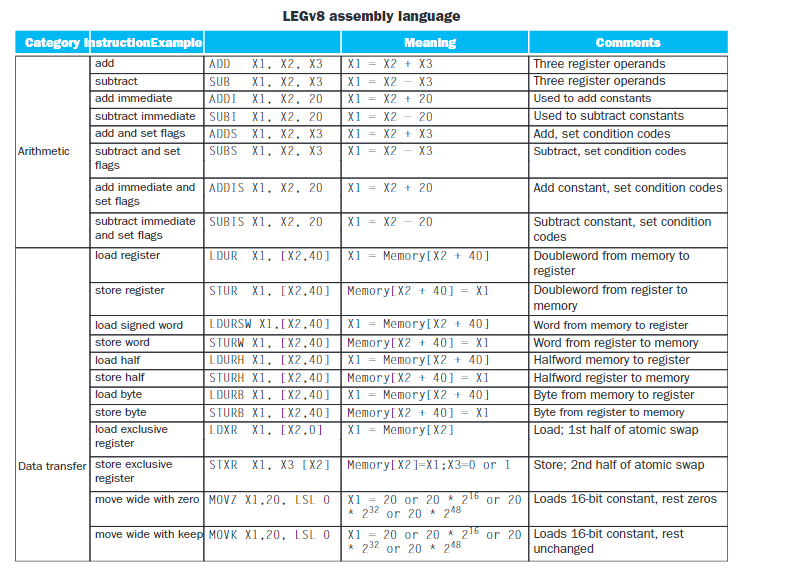 LEGv8 assembly language
Category InstructionExample Meaning Comments
Arithmetic
add ADD X1, X2, X3 X1 = X2 + X3 Three register operands
subtract SUB X1, X2, X3 X1 = X2 – X3 Three register operands
add immediate ADDI X1, X2, 20 X1 = X2 + 20 Used to add constants
subtract immediate SUBI X1, X2, 20 X1 = X2 – 20 Used to subtract constants
add and set flags ADDS X1, X2, X3 X1 = X2 + X3 Add, set condition codes
subtract and set SUBS X1, X2, X3 X1 = X2 – X3 Subtract, set condition codes
flags
add immediate and ADDIS X1, X2, 20 X1 = X2 + 20 Add constant, set condition codes
set flags
subtract immediate SUBIS X1, X2, 20 X1 = X2 – 20 Subtract constant, set condition
and set flags codes
Data transfer
load register LDUR X1, [X2,40] X1 = Memory[X2 + 40] Doubleword from memory to
register
store register STUR X1, [X2,40] Memory[X2 + 40] = X1 Doubleword from register to
memory
load signed word LDURSW X1,[X2,40] X1 = Memory[X2 + 40] Word from memory to register
store word STURW X1, [X2,40] Memory[X2 + 40] = X1 Word from register to memory
load half LDURH X1, [X2,40] X1 = Memory[X2 + 40] Halfword memory to register
store half STURH X1, [X2,40] Memory[X2 + 40] = X1 Halfword register to memory
load byte LDURB X1, [X2,40] X1 = Memory[X2 + 40] Byte from memory to register
store byte STURB X1, [X2,40] Memory[X2 + 40] = X1 Byte from register to memory
load exclusive LDXR X1, [X2,0] X1 = Memory[X2] Load; 1st half of atomic swap
register
store exclusive STXR X1, X3 [X2] Memory[X2]=X1;X3=0 or 1 Store; 2nd half of atomic swap
register
move wide with zero MOVZ X1,20, LSL 0 X1 = 20 or 20 * 2¹⁶ or 20 Loads 16-bit constant, rest zeros
* 2³² or 20 * 2⁴⁸
move wide with keep MOVK X1,20, LSL 0 X1 = 20 or 20 * 2¹⁶ or 20 Loads 16-bit constant, rest
* 2³² or 20 * 2⁴⁸ unchanged